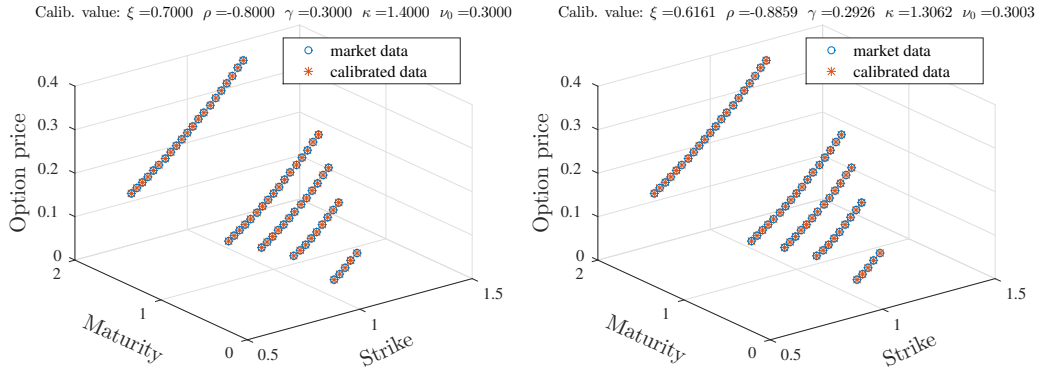 Calib. value: ξ =0.7000 ρ =-0.8000 γ =0.3000 κ =1.4000 ν₀ =0.3000
market data
calibrated data
0.4
0.3
0.2
0.1
0
Option price
2
1
0
Maturity
0.5
1
1.5
Strike
Calib. value: ξ =0.6161 ρ =-0.8859 γ =0.2926 κ =1.3062 ν₀ =0.3003
market data
calibrated data
0.4
0.3
0.2
0.1
0
Option price
2
1
0
Maturity
0.5
1
1.5
Strike